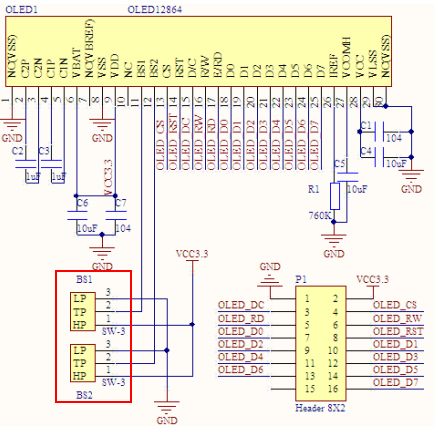 OLED1
OLED12864
NC(VSS)
C2P
C2N
C1P
C1N
VBAT
NC(VBREF)
VSS
VDD
NC
BS1
BS2
CS
RST
D/C
R/W
E/RD
D0
D1
D2
D3
D4
D5
D6
D7
IREF
VCOMH
VCC
VLSS
NC(VSS)
1
2
3
4
5
6
7
8
9
10
11
12
13
14
15
16
17
18
19
20
21
22
23
24
25
26
27
28
29
30
OLED_CS
OLED_RST
OLED_DC
OLED_RW
OLED_RD
OLED_D0
OLED_D1
OLED_D2
OLED_D3
OLED_D4
OLED_D5
OLED_D6
OLED_D7
GND
GND
C2
1uF
C3
1uF
VCC3.3
C6
10uF
C7
104
GND
R1
760K
C5
10uF
GND
C1
104
C4
10uF
GND
VCC3.3
BS1
LP 3
TP 2
HP 1
SW-3
LP 3
TP 2
HP 1
SW-3
BS2
GND
GND
P1
VCC3.3
1 2
OLED_DC 3 4 OLED_CS
OLED_RD 5 6 OLED_RW
OLED_D0 7 8 OLED_RST
OLED_D2 9 10 OLED_D1
OLED_D4 11 12 OLED_D3
OLED_D6 13 14 OLED_D5
15 16 OLED_D7
Header 8X2